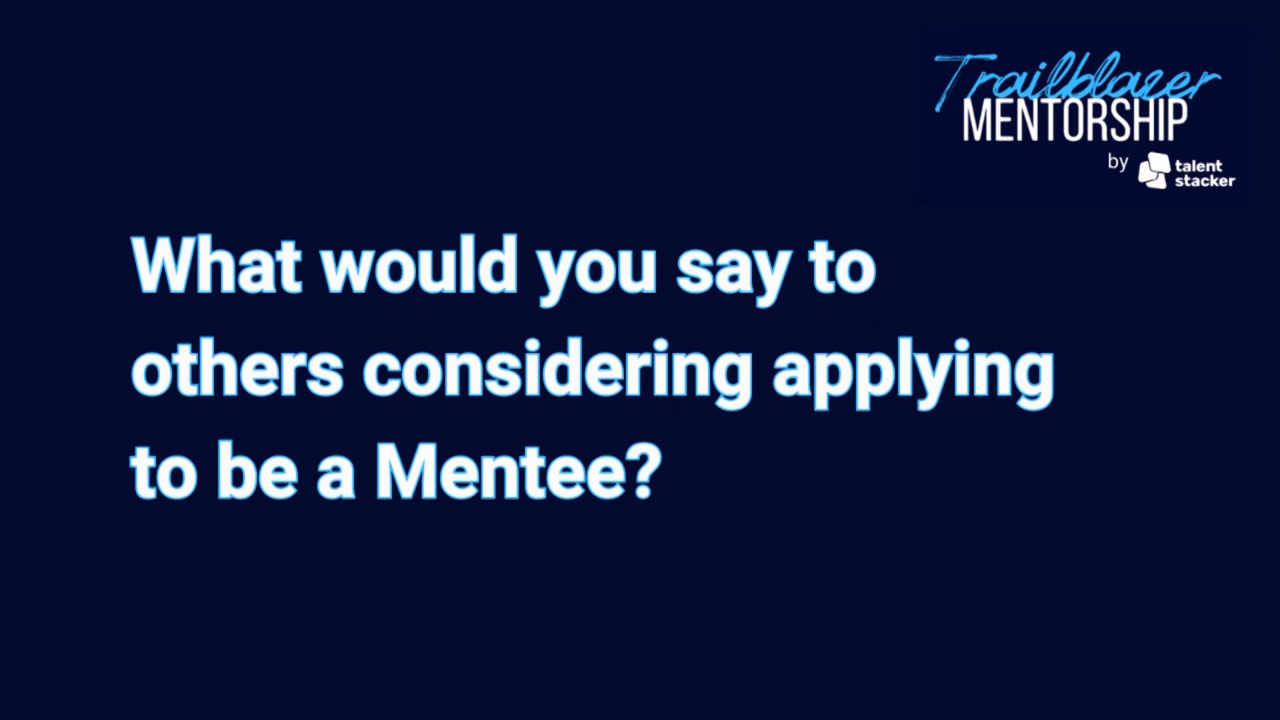 Trailblazer
MENTORSHIP
by talent
stacker
What would you say to
others considering applying
to be a Mentee?